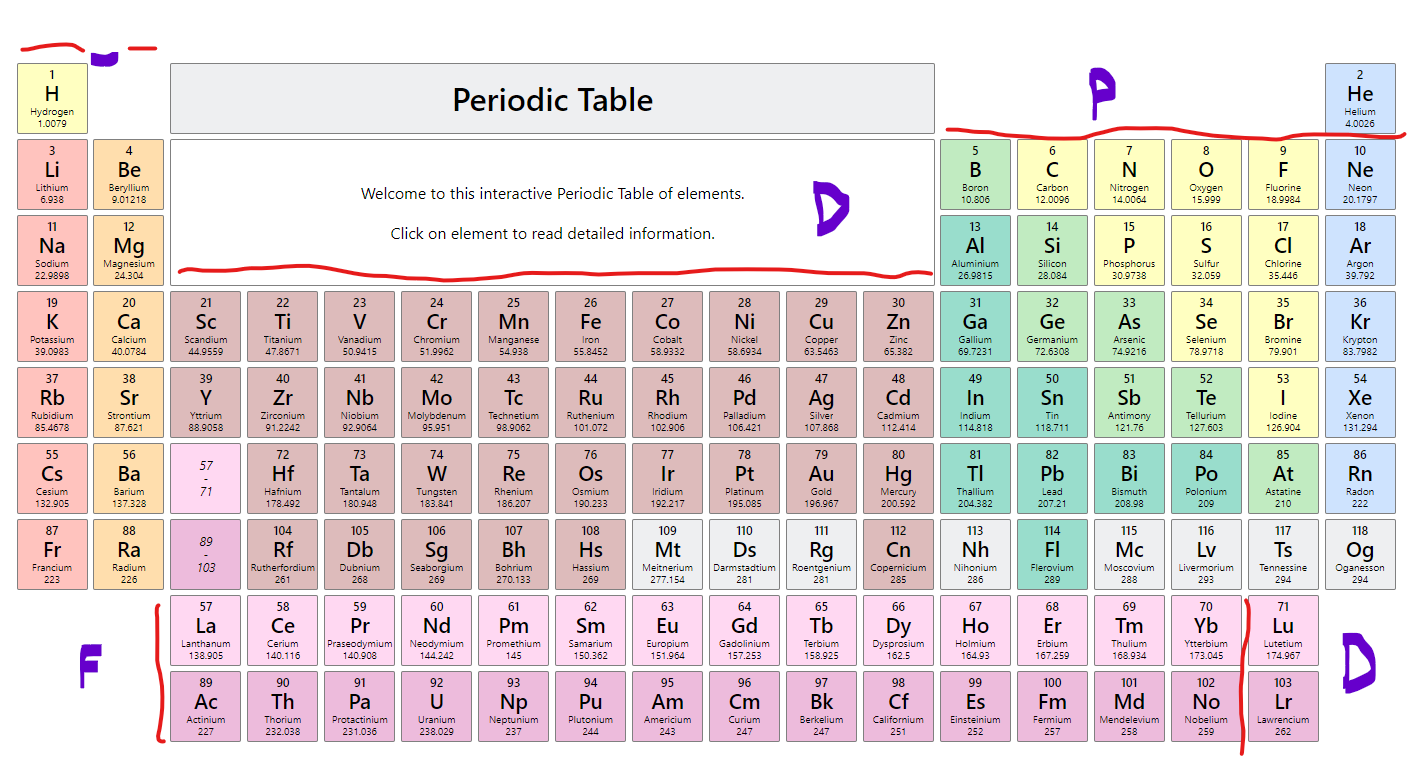 P
1 2
H Periodic Table He
Hydrogen Helium
1.0079 4.0026
3 4 5 6 7 8 9 10
Li Be B C N O F Ne
Lithium Beryllium Boron Carbon Nitrogen Oxygen Fluorine Neon
6.938 9.01218 10.806 12.0096 14.0064 15.999 18.9984 20.1797
Welcome to this interactive Periodic Table of elements.
D
Click on element to read detailed information.
11 12 13 14 15 16 17 18
Na Mg Al Si P S Cl Ar
Sodium Magnesium Aluminium Silicon Phosphorus Sulfur Chlorine Argon
22.9898 24.304 26.9815 28.084 30.9738 32.059 35.446 39.792
19 20 21 22 23 24 25 26 27 28 29 30 31 32 33 34 35 36
K Ca Sc Ti V Cr Mn Fe Co Ni Cu Zn Ga Ge As Se Br Kr
Potassium Calcium Scandium Titanium Vanadium Chromium Manganese Iron Cobalt Nickel Copper Zinc Gallium Germanium Arsenic Selenium Bromine Krypton
39.0983 40.0784 44.9559 47.8671 50.9415 51.9962 54.938 55.8452 58.9332 58.6934 63.5463 65.382 69.7231 72.6308 74.9216 78.9718 79.901 83.7982
37 38 39 40 41 42 43 44 45 46 47 48 49 50 51 52 53 54
Rb Sr Y Zr Nb Mo Tc Ru Rh Pd Ag Cd In Sn Sb Te I Xe
Rubidium Strontium Yttrium Zirconium Niobium Molybdenum Technetium Ruthenium Rhodium Palladium Silver Cadmium Indium Tin Antimony Tellurium Iodine Xenon
85.4678 87.621 88.9058 91.2242 92.9064 95.951 98.9062 101.072 102.906 106.421 107.868 112.414 114.818 118.711 121.76 127.603 126.904 131.294
55 56 57 - 71 72 73 74 75 76 77 78 79 80 81 82 83 84 85 86
Cs Ba Hf Ta W Re Os Ir Pt Au Hg Tl Pb Bi Po At Rn
Cesium Barium Hafnium Tantalum Tungsten Rhenium Osmium Iridium Platinum Gold Mercury Thallium Lead Bismuth Polonium Astatine Radon
132.905 137.328 178.492 180.948 183.841 186.207 190.233 192.217 195.085 196.967 200.592 204.382 207.21 208.98 209 210 222
87 88 89 - 103 104 105 106 107 108 109 110 111 112 113 114 115 116 117 118
Fr Ra Rf Db Sg Bh Hs Mt Ds Rg Cn Nh Fl Mc Lv Ts Og
Francium Radium Rutherfordium Dubnium Seaborgium Bohrium Hassium Meitnerium Darmstadtium Roentgenium Copernicium Nihonium Flerovium Moscovium Livermorium Tennessine Oganesson
223 226 261 268 269 270.133 269 277.154 281 281 285 286 289 288 293 294 294
57 58 59 60 61 62 63 64 65 66 67 68 69 70 71
La Ce Pr Nd Pm Sm Eu Gd Tb Dy Ho Er Tm Yb Lu
Lanthanum Cerium Praseodymium Neodymium Promethium Samarium Europium Gadolinium Terbium Dysprosium Holmium Erbium Thulium Ytterbium Lutetium
138.905 140.116 140.908 144.242 145 150.362 151.964 157.253 158.925 162.5 164.93 167.259 168.934 173.045 174.967
F D
89 90 91 92 93 94 95 96 97 98 99 100 101 102 103
Ac Th Pa U Np Pu Am Cm Bk Cf Es Fm Md No Lr
Actinium Thorium Protactinium Uranium Neptunium Plutonium Americium Curium Berkelium Californium Einsteinium Fermium Mendelevium Nobelium Lawrencium
227 232.038 231.036 238.029 237 244 243 247 247 251 252 257 258 259 262